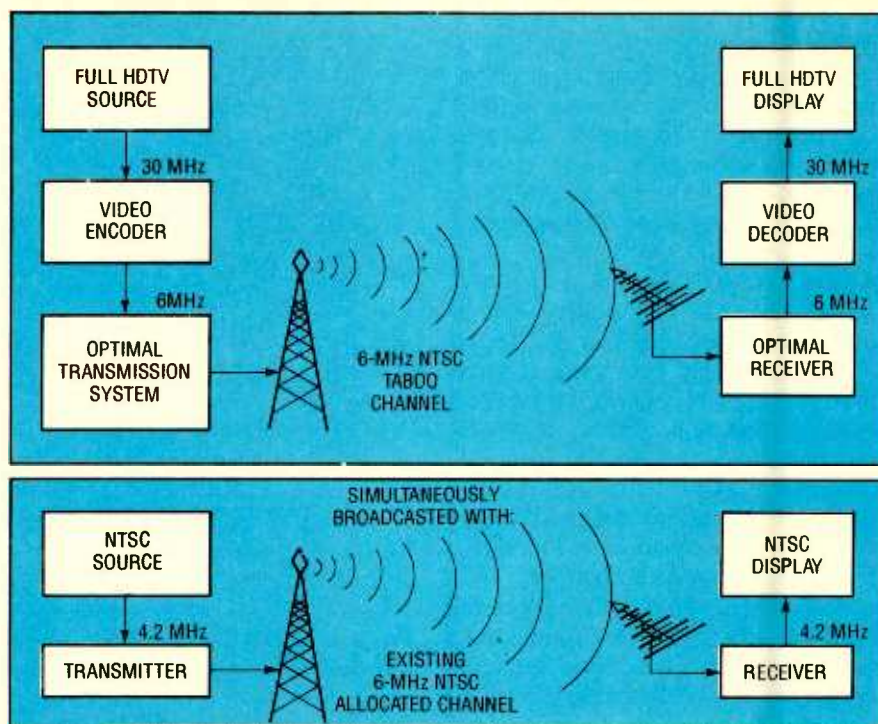 FULL HDTV
SOURCE
30 MHz
VIDEO
ENCODER
6MHz
OPTIMAL
TRANSMISSION
SYSTEM
6-MHz NTSC
TABDO
CHANNEL
FULL HDTV
DISPLAY
30 MHz
VIDEO
DECODER
6 MHz
OPTIMAL
RECEIVER
NTSC
SOURCE
4.2 MHz
TRANSMITTER
SIMULTANEOUSLY
BROADCASTED WITH:
EXISTING
6-MHz NTSC
ALLOCATED CHANNEL
NTSC
DISPLAY
4.2 MHz
RECEIVER